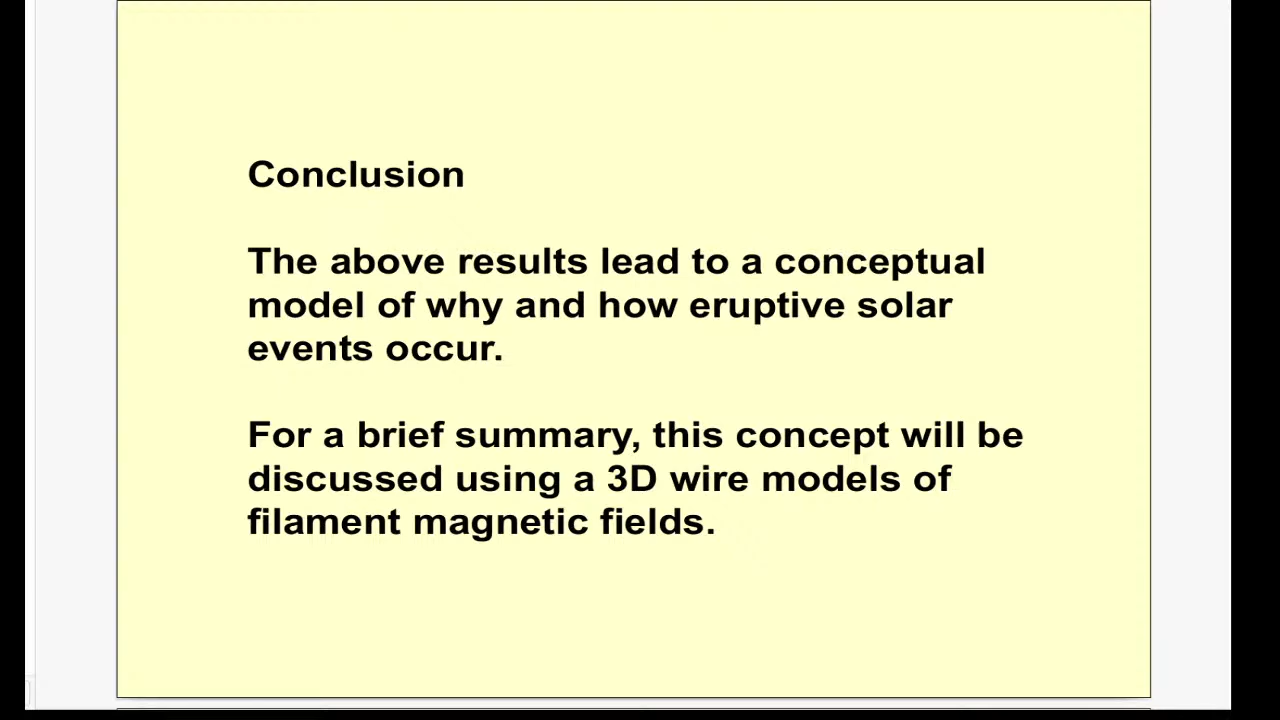 Conclusion
The above results lead to a conceptual
model of why and how eruptive solar
events occur.
For a brief summary, this concept will be
discussed using a 3D wire models of
filament magnetic fields.